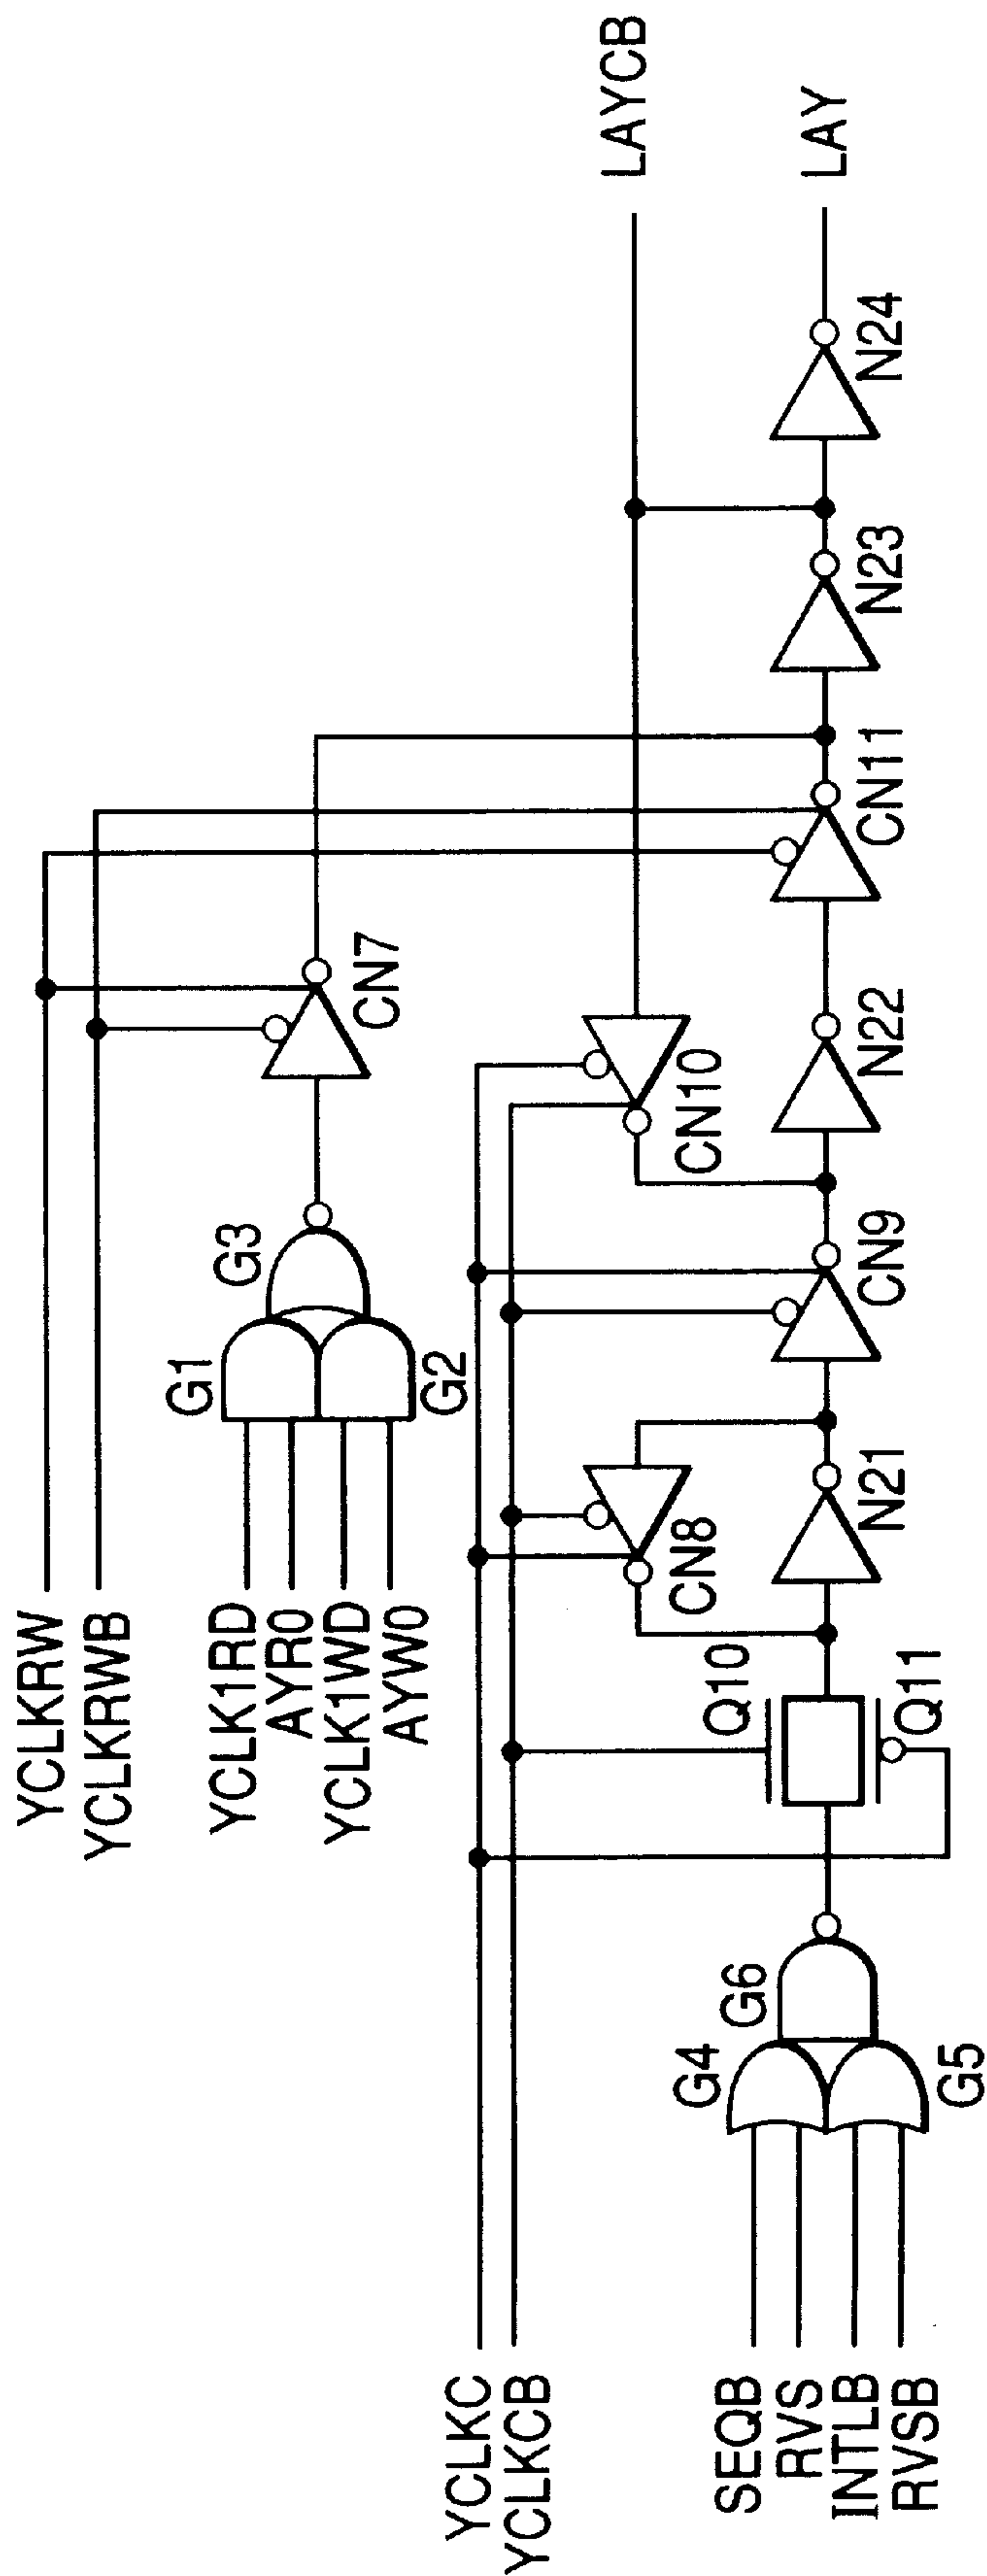 YCLKRW
YCLKRWB
YCLK1RD
AYR0
YCLK1WD
AYW0
G1
G2
G3
CN7
LAYCB
LAY
YCLKC
YCLKCB
SEQB
RVS
INTLB
RVSB
G4
G5
G6
Q10
Q11
CN8
N21
CN9
CN10
N22
CN11
N23
N24